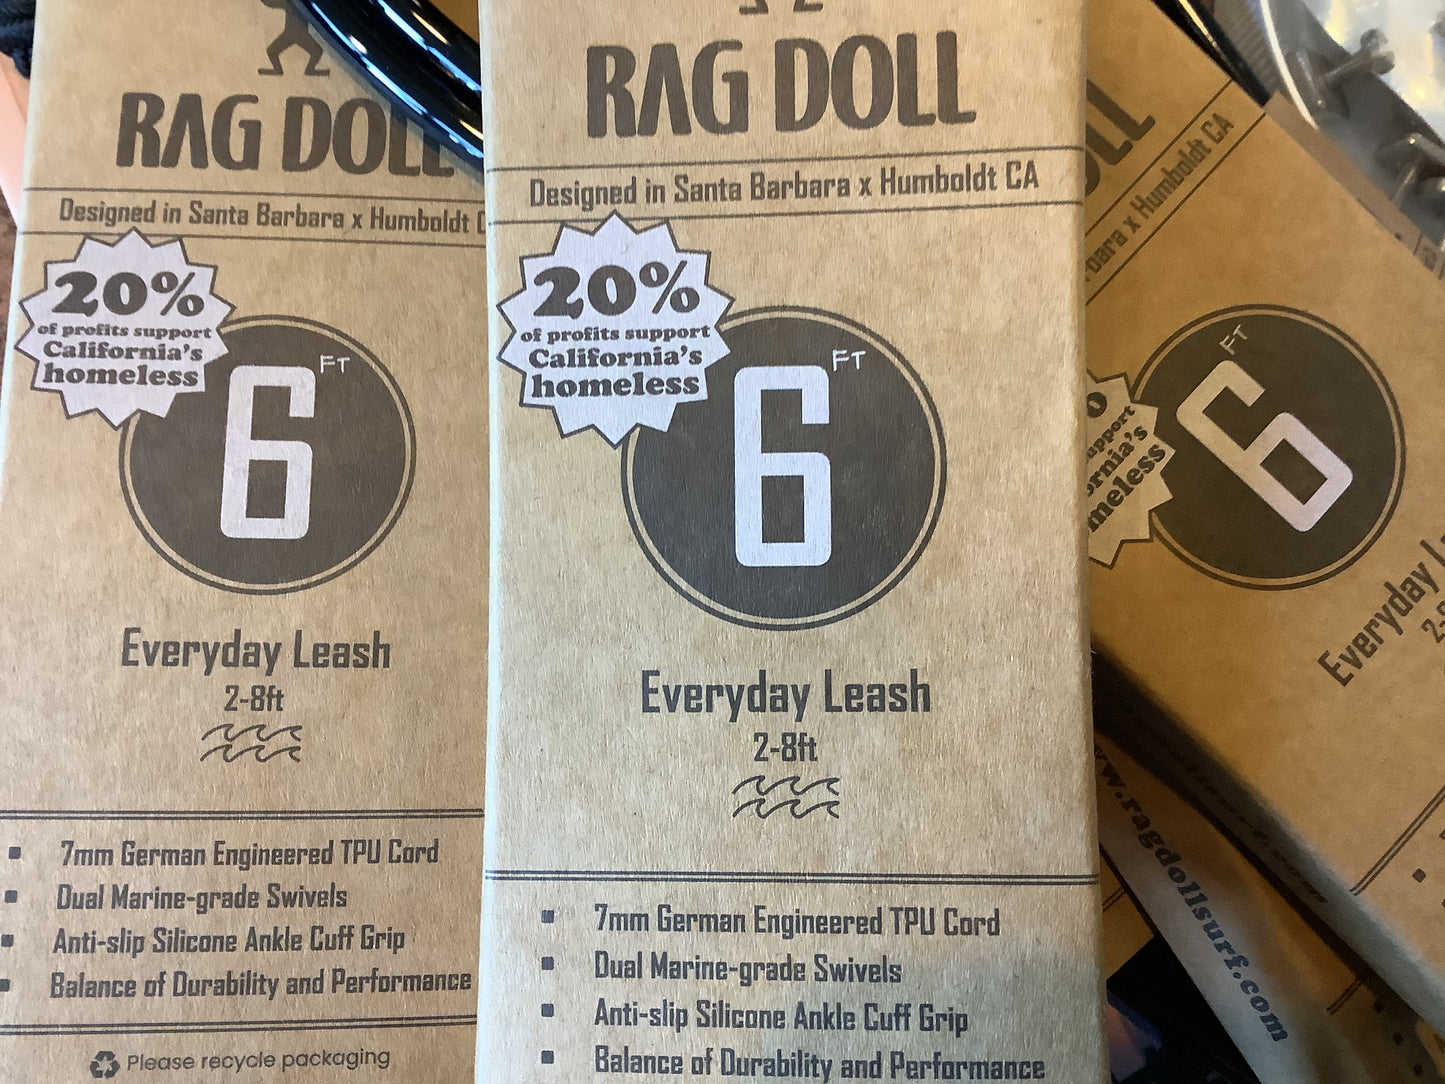 RAG DOLL
Designed in Santa Barbara x Humboldt
20%
of profits support
California's
homeless
6 FT
Everyday Leash
2-8ft
7mm German Engineered TPU Cord
Dual Marine-grade Swivels
Anti-slip Silicone Ankle Cuff Grip
Balance of Durability and Performance
Please recycle packaging
RAG DOLL
Designed in Santa Barbara x Humboldt CA
20%
of profits support
California's
homeless
6 FT
Everyday Leash
2-8ft
7mm German Engineered TPU Cord
Dual Marine-grade Swivels
Anti-slip Silicone Ankle Cuff Grip
Balance of Durability and Performance
x Humboldt CA
6 FT
Everyday
www.ragdollsurf.com